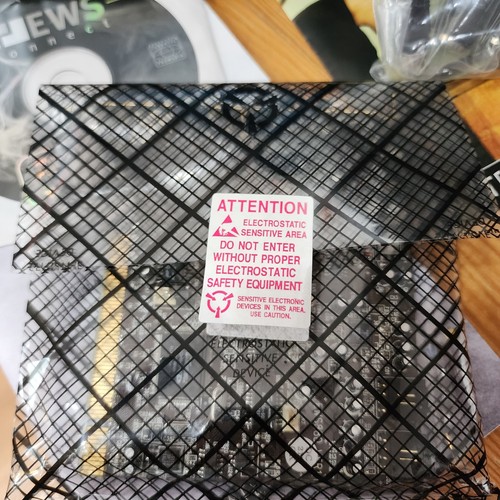 EWS
onnect
ATTENTION
ELECTROSTATIC
SENSITIVE AREA
DO NOT ENTER
WITHOUT PROPER
ELECTROSTATIC
SAFETY EQUIPMENT
SENSITIVE ELECTRONIC
DEVICES IN THIS AREA.
USE CAUTION.
ELECTROSTATIC
SENSITIVE
DEVICE